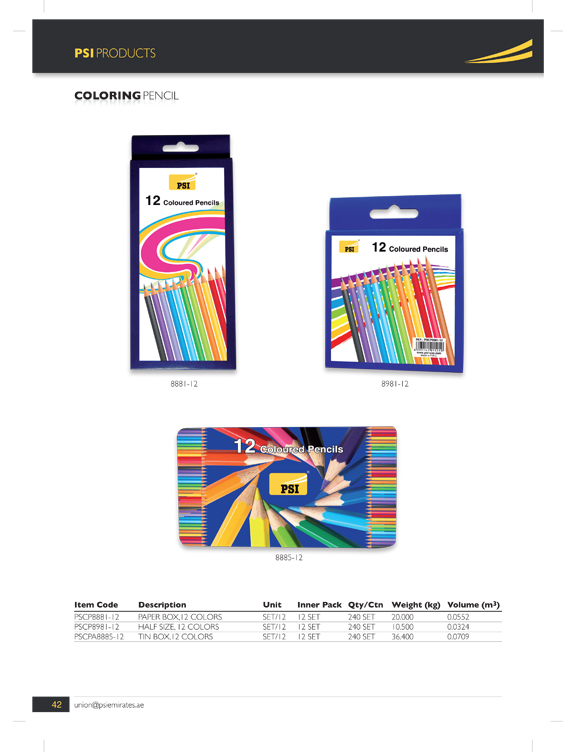 PSI PRODUCTS
COLORING PENCIL
PSI
12 Coloured Pencils
PSI
12 Coloured Pencils
8881-12
8981-12
12 Coloured Pencils
PSI
8885-12
Item Code Description Unit Inner Pack Qty/Ctn Weight (kg) Volume (m³)
PSCP8881-12 PAPER BOX,12 COLORS SET/12 12 SET 240 SET 20.000 0.0552
PSCP8981-12 HALF SIZE, 12 COLORS SET/12 12 SET 240 SET 10.500 0.0324
PSCPA8885-12 TIN BOX,12 COLORS SET/12 12 SET 240 SET 36.400 0.0709
42 union@psiemirates.ae